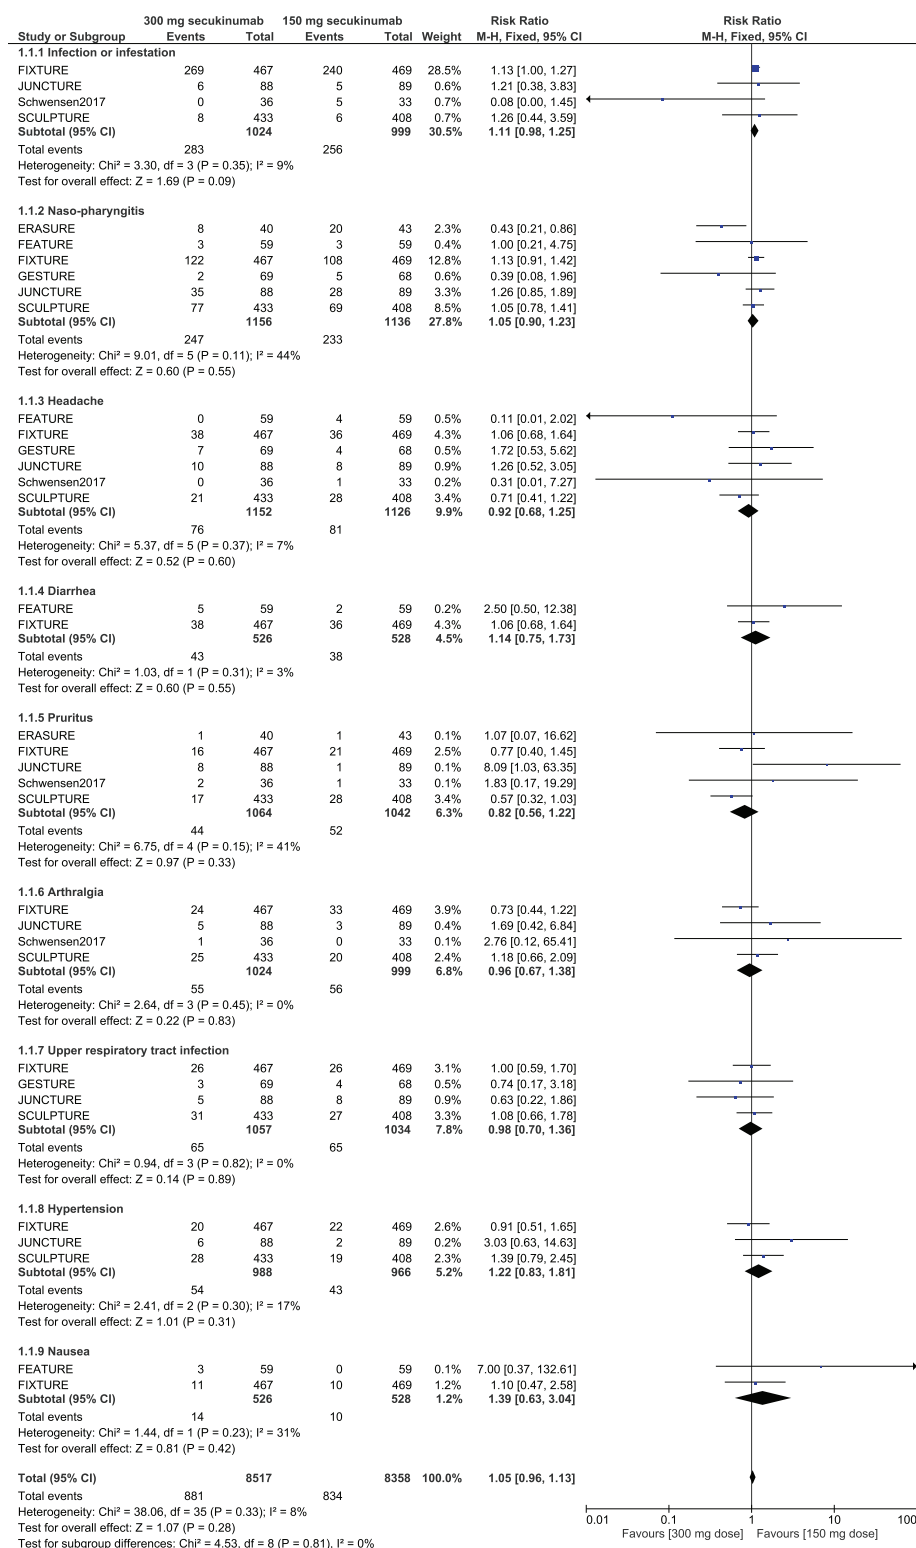 300 mg secukinumab 150 mg secukinumab Risk Ratio Risk Ratio
Study or Subgroup Events Total Events Total Weight M-H, Fixed, 95% CI M-H, Fixed, 95% CI
1.1.1 Infection or infestation
FIXTURE 269 467 240 469 28.5% 1.13 [1.00, 1.27]
JUNCTURE 6 88 5 89 0.6% 1.21 [0.38, 3.83]
Schwensen2017 0 36 5 33 0.7% 0.08 [0.00, 1.45]
SCULPTURE 8 433 6 408 0.7% 1.26 [0.44, 3.59]
Subtotal (95% CI) 1024 999 30.5% 1.11 [0.98, 1.25]
Total events 283 256
Heterogeneity: Chi² = 3.30, df = 3 (P = 0.35); I² = 9%
Test for overall effect: Z = 1.69 (P = 0.09)
1.1.2 Naso-pharyngitis
ERASURE 8 40 20 43 2.3% 0.43 [0.21, 0.86]
FEATURE 3 59 3 59 0.4% 1.00 [0.21, 4.75]
FIXTURE 122 467 108 469 12.8% 1.13 [0.91, 1.42]
GESTURE 2 69 5 68 0.6% 0.39 [0.08, 1.96]
JUNCTURE 35 88 28 89 3.3% 1.26 [0.85, 1.89]
SCULPTURE 77 433 69 408 8.5% 1.05 [0.78, 1.41]
Subtotal (95% CI) 1156 1136 27.8% 1.05 [0.90, 1.23]
Total events 247 233
Heterogeneity: Chi² = 9.01, df = 5 (P = 0.11); I² = 44%
Test for overall effect: Z = 0.60 (P = 0.55)
1.1.3 Headache
FEATURE 0 59 4 59 0.5% 0.11 [0.01, 2.02]
FIXTURE 38 467 36 469 4.3% 1.06 [0.68, 1.64]
GESTURE 7 69 4 68 0.5% 1.72 [0.53, 5.62]
JUNCTURE 10 88 8 89 0.9% 1.26 [0.52, 3.05]
Schwensen2017 0 36 1 33 0.2% 0.31 [0.01, 7.27]
SCULPTURE 21 433 28 408 3.4% 0.71 [0.41, 1.22]
Subtotal (95% CI) 1152 1126 9.9% 0.92 [0.68, 1.25]
Total events 76 81
Heterogeneity: Chi² = 5.37, df = 5 (P = 0.37); I² = 7%
Test for overall effect: Z = 0.52 (P = 0.60)
1.1.4 Diarrhea
FEATURE 5 59 2 59 0.2% 2.50 [0.50, 12.38]
FIXTURE 38 467 36 469 4.3% 1.06 [0.68, 1.64]
Subtotal (95% CI) 526 528 4.5% 1.14 [0.75, 1.73]
Total events 43 38
Heterogeneity: Chi² = 1.03, df = 1 (P = 0.31); I² = 3%
Test for overall effect: Z = 0.60 (P = 0.55)
1.1.5 Pruritus
ERASURE 1 40 1 43 0.1% 1.07 [0.07, 16.62]
FIXTURE 16 467 21 469 2.5% 0.77 [0.40, 1.45]
JUNCTURE 8 88 1 89 0.1% 8.09 [1.03, 63.35]
Schwensen2017 2 36 1 33 0.1% 1.83 [0.17, 19.29]
SCULPTURE 17 433 28 408 3.4% 0.57 [0.32, 1.03]
Subtotal (95% CI) 1064 1042 6.3% 0.82 [0.56, 1.22]
Total events 44 52
Heterogeneity: Chi² = 6.75, df = 4 (P = 0.15); I² = 41%
Test for overall effect: Z = 0.97 (P = 0.33)
1.1.6 Arthralgia
FIXTURE 24 467 33 469 3.9% 0.73 [0.44, 1.22]
JUNCTURE 5 88 3 89 0.4% 1.69 [0.42, 6.84]
Schwensen2017 1 36 0 33 0.1% 2.76 [0.12, 65.41]
SCULPTURE 25 433 20 408 2.4% 1.18 [0.66, 2.09]
Subtotal (95% CI) 1024 999 6.8% 0.96 [0.67, 1.38]
Total events 55 56
Heterogeneity: Chi² = 2.64, df = 3 (P = 0.45); I² = 0%
Test for overall effect: Z = 0.22 (P = 0.83)
1.1.7 Upper respiratory tract infection
FIXTURE 26 467 26 469 3.1% 1.00 [0.59, 1.70]
GESTURE 3 69 4 68 0.5% 0.74 [0.17, 3.18]
JUNCTURE 5 88 8 89 0.9% 0.63 [0.22, 1.86]
SCULPTURE 31 433 27 408 3.3% 1.08 [0.66, 1.78]
Subtotal (95% CI) 1057 1034 7.8% 0.98 [0.70, 1.36]
Total events 65 65
Heterogeneity: Chi² = 0.94, df = 3 (P = 0.82); I² = 0%
Test for overall effect: Z = 0.14 (P = 0.89)
1.1.8 Hypertension
FIXTURE 20 467 22 469 2.6% 0.91 [0.51, 1.65]
JUNCTURE 6 88 2 89 0.2% 3.03 [0.63, 14.63]
SCULPTURE 28 433 19 408 2.3% 1.39 [0.79, 2.45]
Subtotal (95% CI) 988 966 5.2% 1.22 [0.83, 1.81]
Total events 54 43
Heterogeneity: Chi² = 2.41, df = 2 (P = 0.30); I² = 17%
Test for overall effect: Z = 1.01 (P = 0.31)
1.1.9 Nausea
FEATURE 3 59 0 59 0.1% 7.00 [0.37, 132.61]
FIXTURE 11 467 10 469 1.2% 1.10 [0.47, 2.58]
Subtotal (95% CI) 526 528 1.2% 1.39 [0.63, 3.04]
Total events 14 10
Heterogeneity: Chi² = 1.44, df = 1 (P = 0.23); I² = 31%
Test for overall effect: Z = 0.81 (P = 0.42)
Total (95% CI) 8517 8358 100.0% 1.05 [0.96, 1.13]
Total events 881 834
Heterogeneity: Chi² = 38.06, df = 35 (P = 0.33); I² = 8%
Test for overall effect: Z = 1.07 (P = 0.28)
Test for subgroup differences: Chi² = 4.53, df = 8 (P = 0.81), I² = 0%
0.01 0.1 1 10 100
Favours [300 mg dose] Favours [150 mg dose]